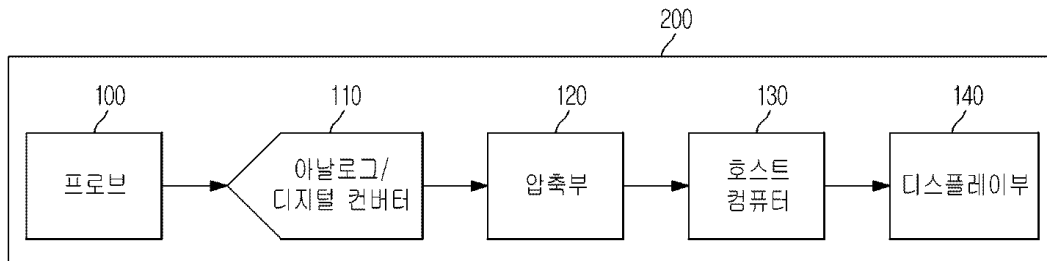 200
100
110
120
130
140
프로브
아날로그/
디지털 컨버터
압축부
호스트
컴퓨터
디스플레이부